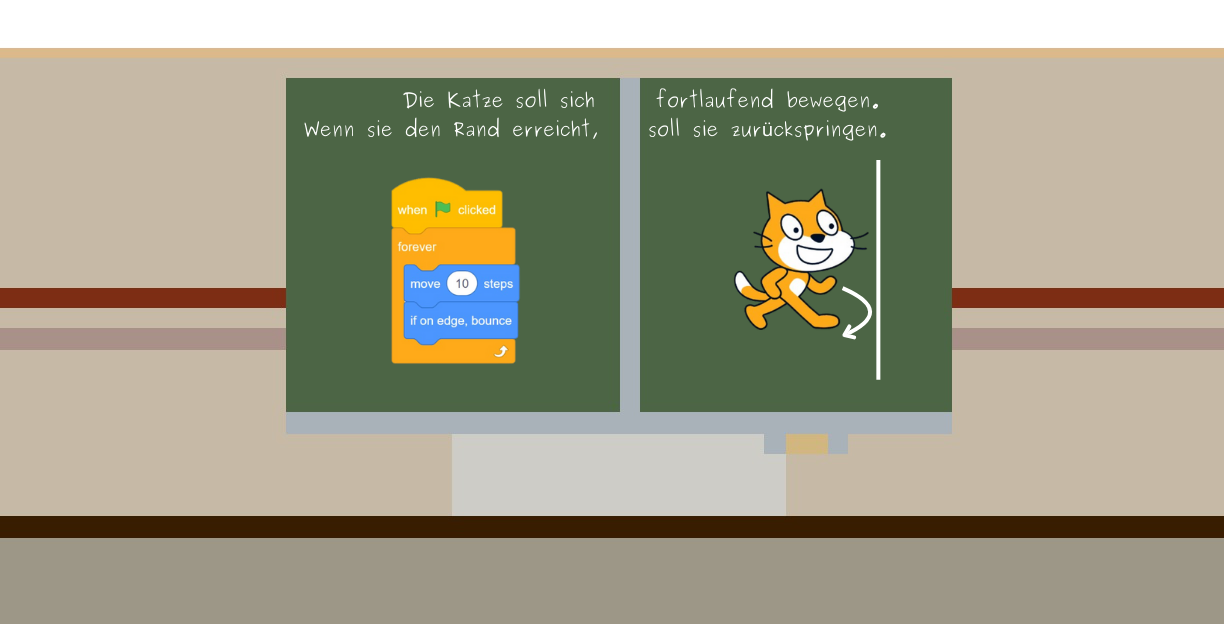 Die Katze soll sich fortlaufend bewegen.
Wenn sie den Rand erreicht, soll sie zurückspringen.
when clicked
forever
move 10 steps
if on edge, bounce